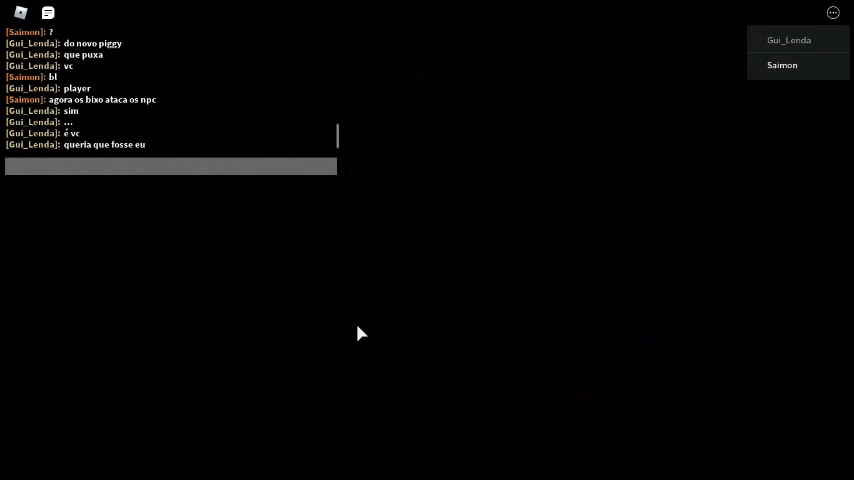 [Saimon]: ?
[Gui_Lenda]: do novo piggy
[Gui_Lenda]: que puxa
[Gui_Lenda]: vc
[Saimon]: bl
[Gui_Lenda]: player
[Saimon]: agora os bixo ataca os npc
[Gui_Lenda]: sim
[Gui_Lenda]: ...
[Gui_Lenda]: é vc
[Gui_Lenda]: queria que fosse eu
Gui_Lenda
Saimon